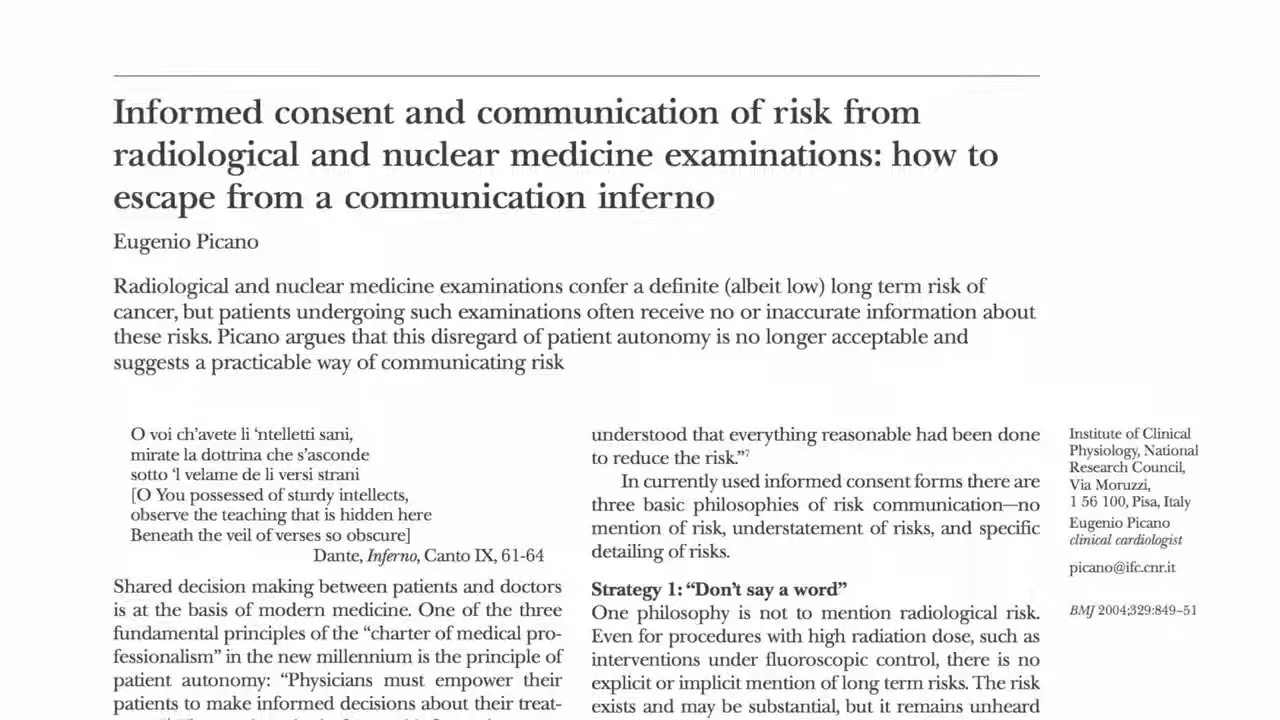 Informed consent and communication of risk from
radiological and nuclear medicine examinations: how to
escape from a communication inferno
Eugenio Picano
Radiological and nuclear medicine examinations confer a definite (albeit low) long term risk of
cancer, but patients undergoing such examinations often receive no or inaccurate information about
these risks. Picano argues that this disregard of patient autonomy is no longer acceptable and
suggests a practicable way of communicating risk
O voi ch'avete li 'ntelletti sani,
mirate la dottrina che s'asconde
sotto 'l velame de li versi strani
[O You possessed of sturdy intellects,
observe the teaching that is hidden here
Beneath the veil of verses so obscure]
Dante, Inferno, Canto IX, 61-64
Shared decision making between patients and doctors
is at the basis of modern medicine. One of the three
fundamental principles of the “charter of medical pro-
fessionalism” in the new millennium is the principle of
patient autonomy: “Physicians must empower their
patients to make informed decisions about their treat-
understood that everything reasonable had been done
to reduce the risk.”7
In currently used informed consent forms there are
three basic philosophies of risk communication—no
mention of risk, understatement of risks, and specific
detailing of risks.
Strategy 1: “Don't say a word”
One philosophy is not to mention radiological risk.
Even for procedures with high radiation dose, such as
interventions under fluoroscopic control, there is no
explicit or implicit mention of long term risks. The risk
exists and may be substantial, but it remains unheard
Institute of Clinical
Physiology, National
Research Council,
Via Moruzzi,
1 56 100, Pisa, Italy
Eugenio Picano
clinical cardiologist
picano@ifc.cnr.it
BMJ 2004;329:849–51